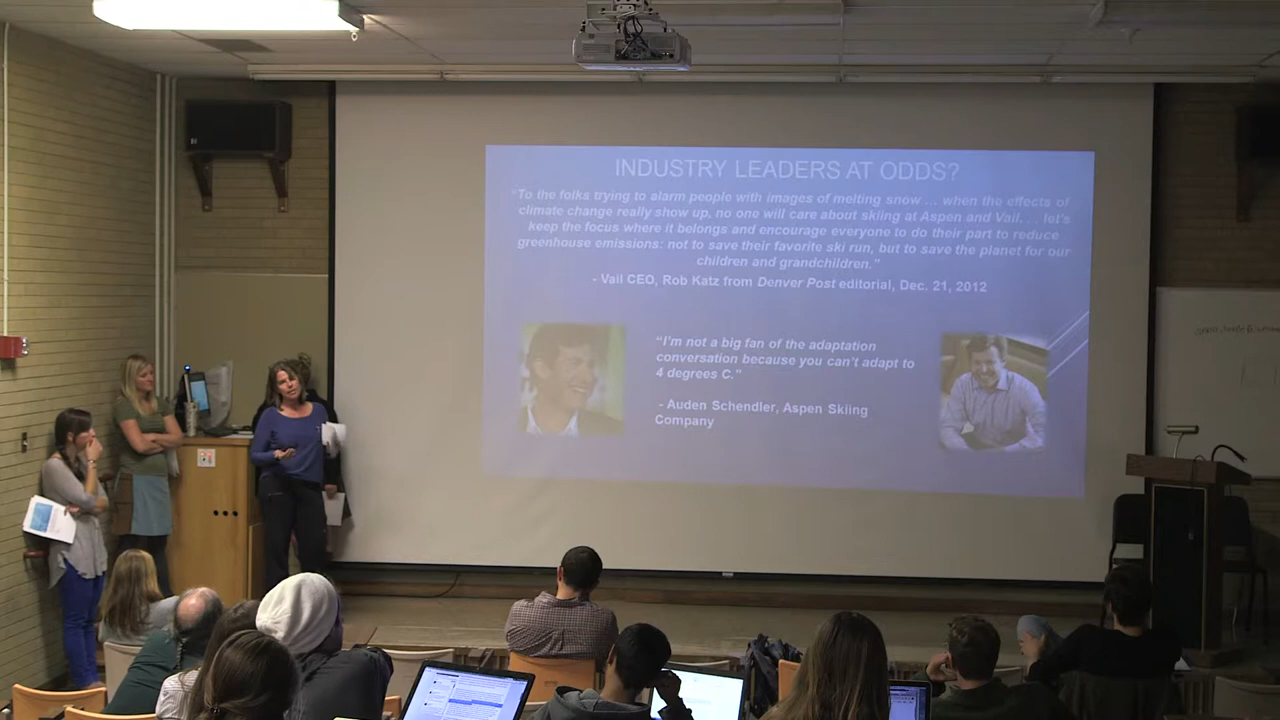 INDUSTRY LEADERS AT ODDS?
"To the folks trying to alarm people with images of melting snow ... when the effects of
climate change really show up, no one will care about skiing at Aspen and Vail. . . let's
keep the focus where it belongs and encourage everyone to do their part to reduce
greenhouse emissions: not to save their favorite ski run, but to save the planet for our
children and grandchildren."
- Vail CEO, Rob Katz from Denver Post editorial, Dec. 21, 2012
"I'm not a big fan of the adaptation
conversation because you can't adapt to
4 degrees C."
- Auden Schendler, Aspen Skiing
Company